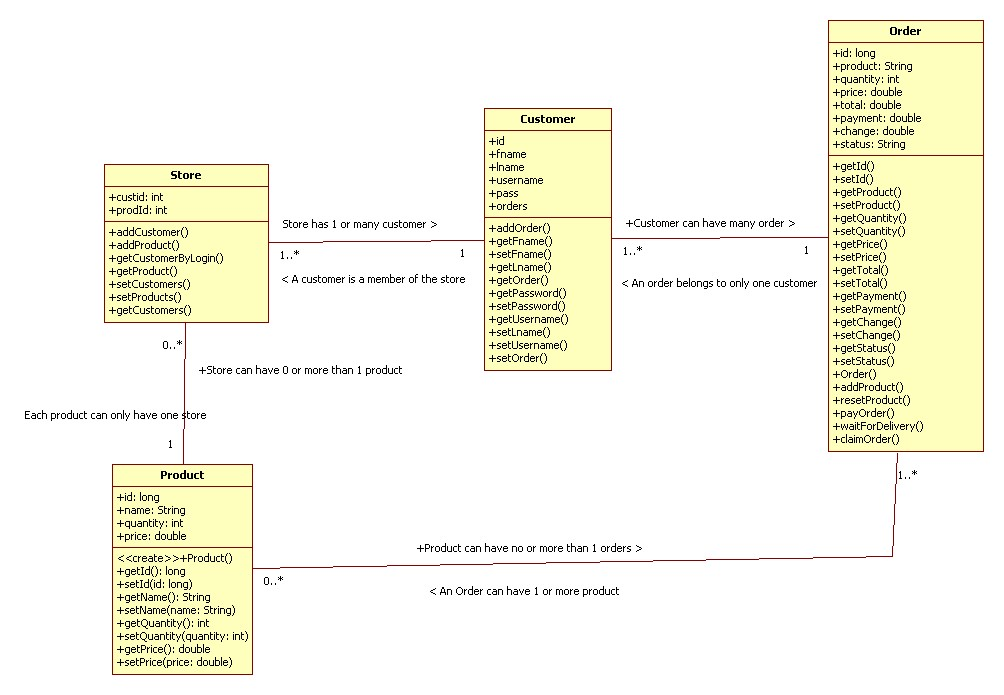 Order
+id: long
+product: String
+quantity: int
+price: double
+total: double
+payment: double
+change: double
+status: String
+getId()
+setId()
+getProduct()
+setProduct()
+getQuantity()
+setQuantity()
+getPrice()
+setPrice()
+getTotal()
+setTotal()
+getPayment()
+setPayment()
+getChange()
+setChange()
+getStatus()
+setStatus()
+Order()
+addProduct()
+resetProduct()
+payOrder()
+waitForDelivery()
+claimOrder()
Customer
+id
+fname
+lname
+username
+pass
+orders
+addOrder()
+getFname()
+setFname()
+getLname()
+getOrder()
+getPassword()
+setPassword()
+getUsername()
+setLname()
+setUsername()
+setOrder()
Store
+custid: int
+prodId: int
+addCustomer()
+addProduct()
+getCustomerByLogin()
+getProduct()
+setCustomers()
+setProducts()
+getCustomers()
Store has 1 or many customer >
1..*
1
< A customer is a member of the store
+Customer can have many order >
1..*
1
< An order belongs to only one customer
0..*
+Store can have 0 or more than 1 product
Each product can only have one store
1
Product
+id: long
+name: String
+quantity: int
+price: double
<<create>>+Product()
+getId(): long
+setId(id: long)
+getName(): String
+setName(name: String)
+getQuantity(): int
+setQuantity(quantity: int)
+getPrice(): double
+setPrice(price: double)
1..*
+Product can have no or more than 1 orders >
0..*
< An Order can have 1 or more product